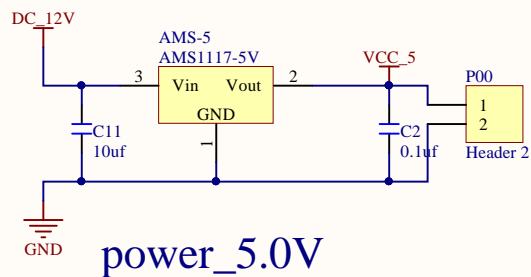 DC_12V
AMS-5
AMS1117-5V
VCC_5
P00
3
Vin
Vout
2
1
2
GND
1
C11
10uf
C2
0.1uf
Header 2
GND
power_5.0V